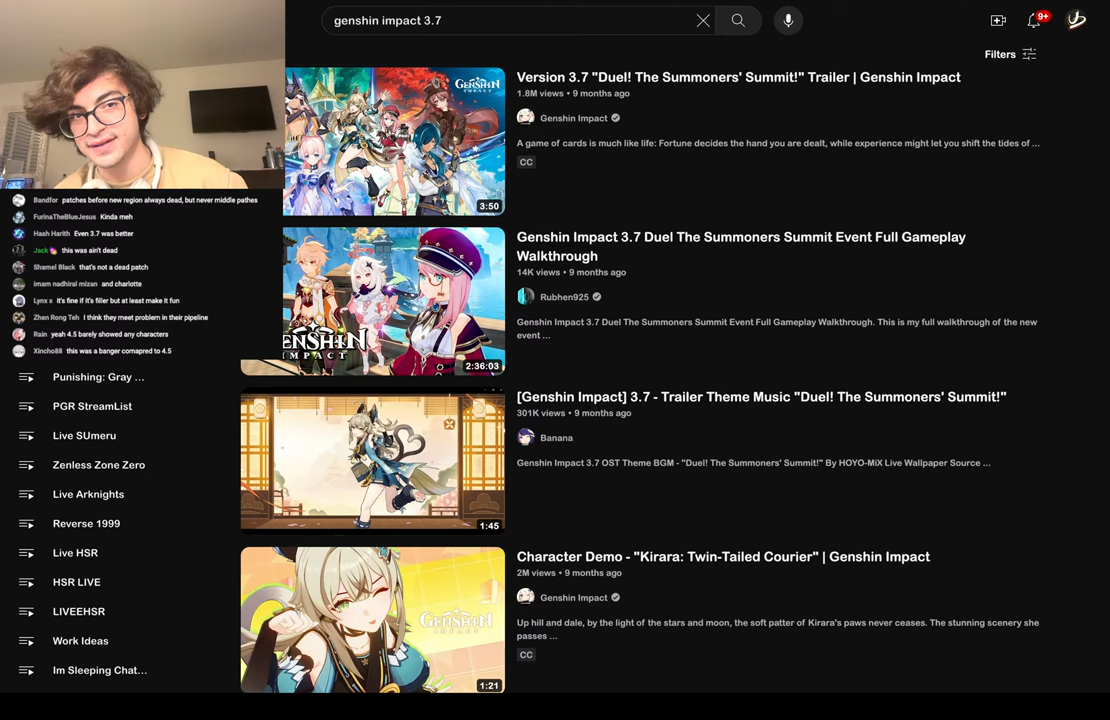 genshin impact 3.7
9+
Filters
GENSHIN
IMPACT
3:50
Version 3.7 "Duel! The Summoners' Summit!" Trailer | Genshin Impact
1.8M views • 9 months ago
Genshin Impact
A game of cards is much like life: Fortune decides the hand you are dealt, while experience might let you shift the tides of ...
CC
Bandfor patches before new region always dead, but never middle pathes
FurinaTheBlueJesus Kinda meh
Hash Harith Even 3.7 was better
Jack this was ain't dead
Shamel Black that's not a dead patch
imam nadhiral mizan and charlotte
Lynx x it's fine if it's filler but at least make it fun
Zhen Rong Teh I think they meet problem in their pipeline
Rain yeah 4.5 barely showed any characters
Xincho88 this was a banger comapred to 4.5
ENSHIN
IMPACT
2:36:03
Genshin Impact 3.7 Duel The Summoners Summit Event Full Gameplay
Walkthrough
14K views • 9 months ago
Rubhen925
Genshin Impact 3.7 Duel The Summoners Summit Event Full Gameplay Walkthrough. This is my full walkthrough of the new
event ...
Punishing: Gray ...
PGR StreamList
Live SUmeru
Zenless Zone Zero
Live Arknights
Reverse 1999
Live HSR
HSR LIVE
LIVEEHSR
Work Ideas
Im Sleeping Chat...
1:45
[Genshin Impact] 3.7 - Trailer Theme Music "Duel! The Summoners' Summit!"
301K views • 9 months ago
Banana
Genshin Impact 3.7 OST Theme BGM - "Duel! The Summoners' Summit!" By HOYO-MiX Live Wallpaper Source ...
GENSHIN
IMPACT
1:21
Character Demo - "Kirara: Twin-Tailed Courier" | Genshin Impact
2M views • 9 months ago
Genshin Impact
Up hill and dale, by the light of the stars and moon, the soft patter of Kirara's paws never ceases. The stunning scenery she
passes ...
CC